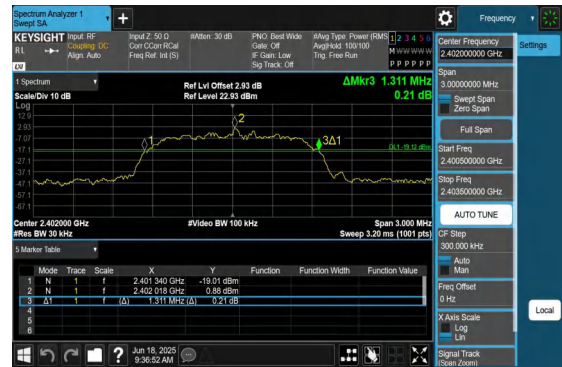 Spectrum Analyzer 1
Swept SA
+
Frequency
KEYSIGHT
RL
Input: RF
Coupling: DC
Align: Auto
Input Z: 50 Ω
Corr CCorr RCal
Freq Ref: Int (S)
#Atten: 30 dB
PNO: Best Wide
Gate: Off
IF Gain: Low
Sig Track: Off
#Avg Type: Power (RMS
Avg|Hold: 100/100
Trig: Free Run
1 2 3 4 5 6
M W W W W W
P P P P P P
LXI
1 Spectrum
Scale/Div 10 dB
Ref Lvl Offset 2.93 dB
Ref Level 22.93 dBm
ΔMkr3 1.311 MHz
0.21 dB
Log
12.9
2.93
-7.07
-17.1
-27.1
-37.1
-47.1
-57.1
-67.1
1
2
3Δ1
DL1 -19.12 dBm
Center 2.402000 GHz
#Res BW 30 kHz
#Video BW 100 kHz
Span 3.000 MHz
Sweep 3.20 ms (1001 pts)
5 Marker Table
Mode Trace Scale X Y Function Function Width Function Value
1 N 1 f 2.401 340 GHz -19.01 dBm
2 N 1 f 2.402 018 GHz 0.88 dBm
3 Δ1 1 f (Δ) 1.311 MHz (Δ) 0.21 dB
4
5
6
Center Frequency
2.402000000 GHz
Settings
Span
3.00000000 MHz
Swept Span
Zero Span
Full Span
Start Freq
2.400500000 GHz
Stop Freq
2.403500000 GHz
AUTO TUNE
CF Step
300.000 kHz
Auto
Man
Freq Offset
0 Hz
X Axis Scale
Log
Lin
Local
Signal Track
(Span Zoom)
?
Jun 18, 2025
9:36:52 AM